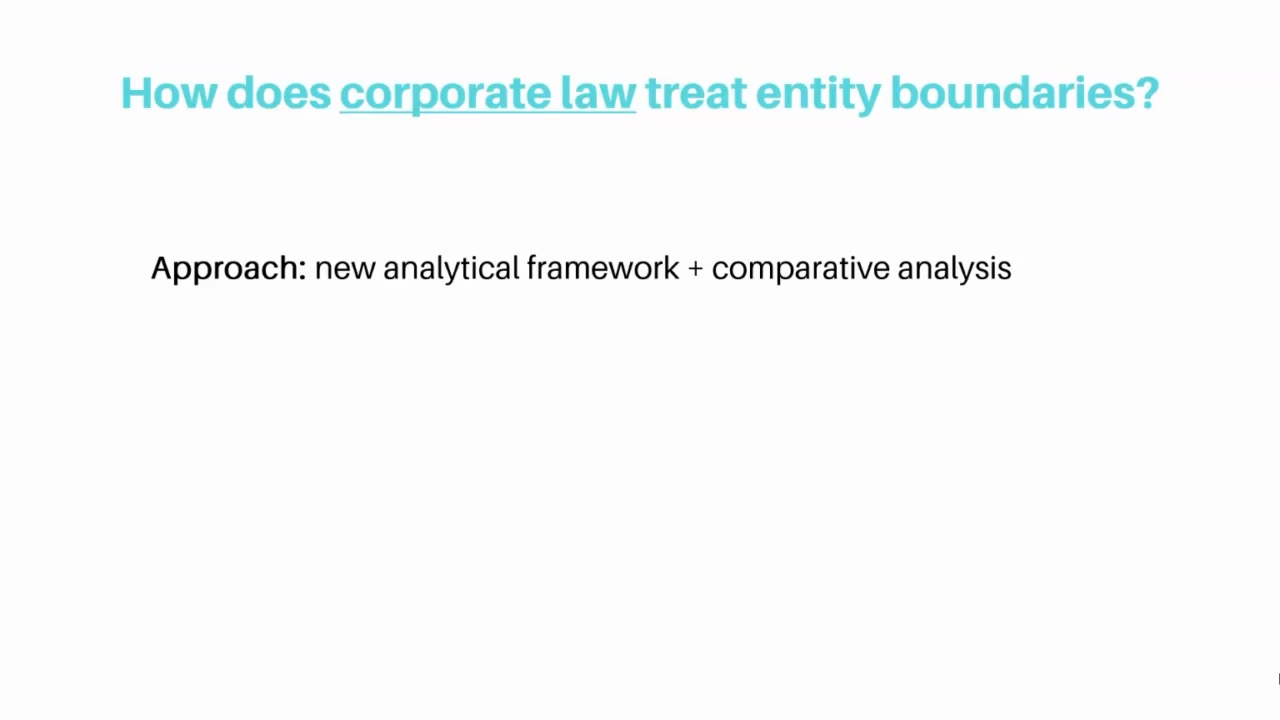 How does corporate law treat entity boundaries?
Approach: new analytical framework + comparative analysis